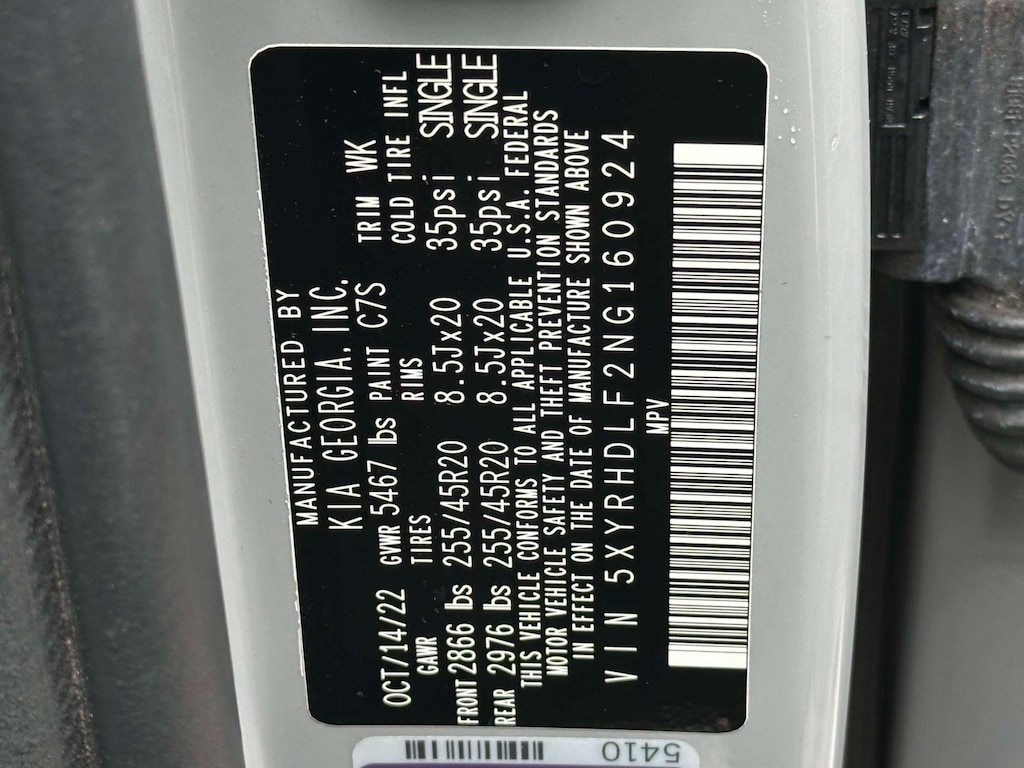 MANUFACTURED BY
KIA GEORGIA, INC.
OCT/14/22 GVWR 5467 lbs PAINT C7S TRIM WK
GAWR TIRES RIMS COLD TIRE INFL
FRONT 2866 lbs 255/45R20 8.5Jx20 35psi SINGLE
REAR 2976 lbs 255/45R20 8.5Jx20 35psi SINGLE
THIS VEHICLE CONFORMS TO ALL APPLICABLE U.S.A. FEDERAL
MOTOR VEHICLE SAFETY AND THEFT PREVENTION STANDARDS
IN EFFECT ON THE DATE OF MANUFACTURE SHOWN ABOVE
VIN 5XYRHDLF2NG160924
MPV
5410